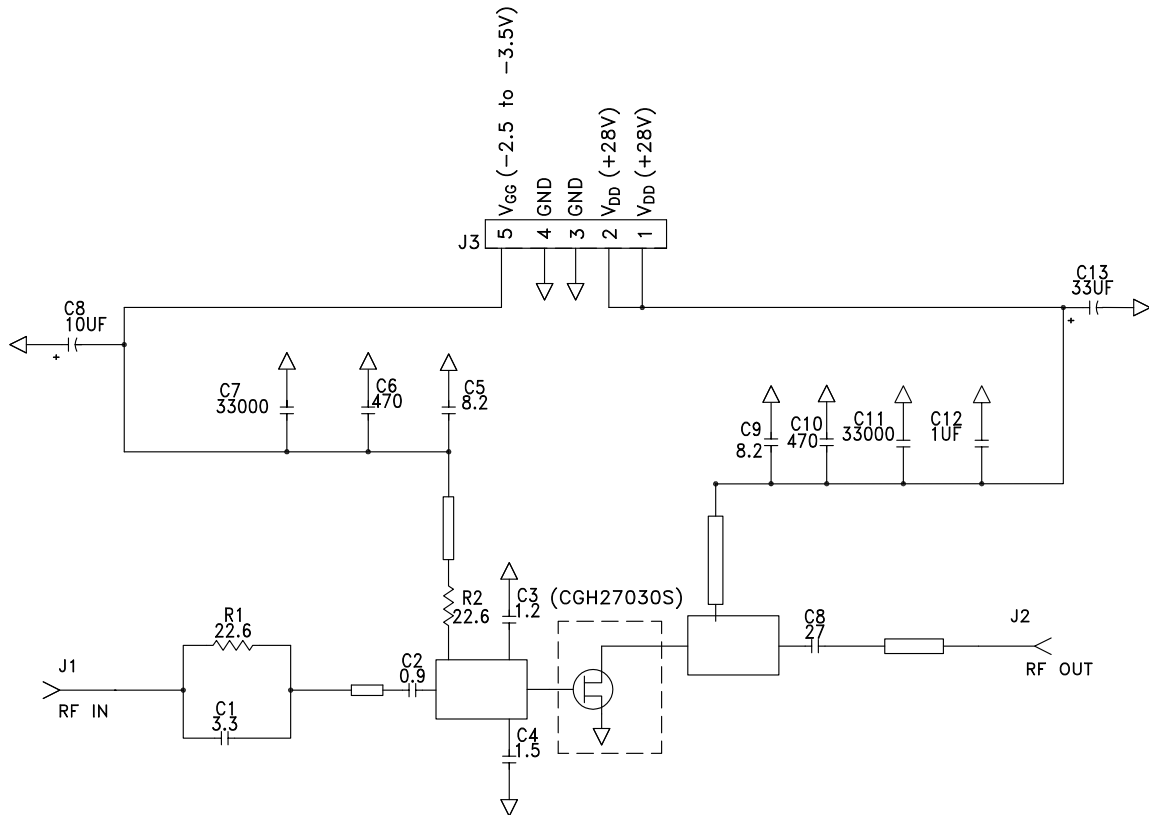 VGG (-2.5 to -3.5V)
GND
GND
VDD (+28V)
VDD (+28V)
J3
5 4 3 2 1
C13
33UF
+
C8
10UF
+
C7
33000
C6
470
C5
8.2
C9
8.2
C10
470
C11
33000
C12
1UF
R2
22.6
C3
1.2
(CGH27030S)
R1
22.6
J1
RF IN
C1
3.3
C2
0.9
C4
1.5
C8
27
J2
RF OUT